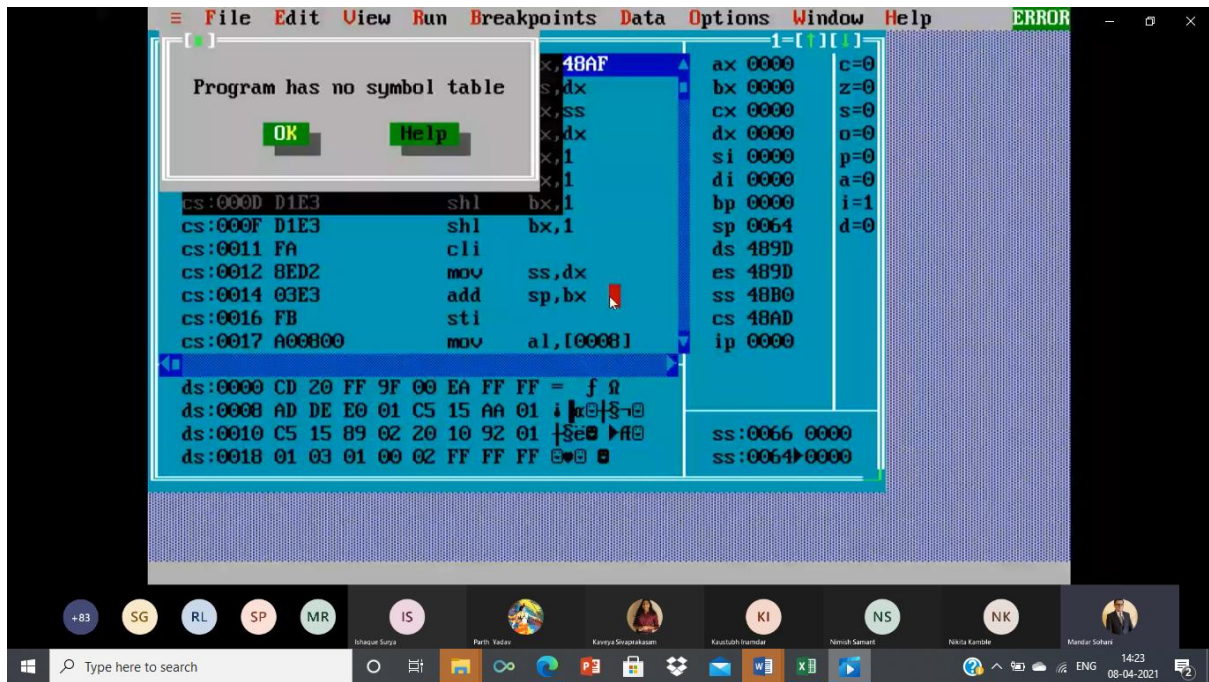 ≡ File Edit View Run Breakpoints Data Options Window Help ERROR
[■] 1=[↑][↓]
Program has no symbol table
OK Help
x,48AF
s,dx
x,ss
x,dx
x,1
x,1
cs:000D D1E3 shl bx,1
cs:000F D1E3 shl bx,1
cs:0011 FA cli
cs:0012 8ED2 mov ss,dx
cs:0014 03E3 add sp,bx
cs:0016 FB sti
cs:0017 A00800 mov al,[0008]
ax 0000 c=0
bx 0000 z=0
cx 0000 s=0
dx 0000 o=0
si 0000 p=0
di 0000 a=0
bp 0000 i=1
sp 0064 d=0
ds 489D
es 489D
ss 48B0
cs 48AD
ip 0000
ds:0000 CD 20 FF 9F 00 EA FF FF = ƒ Ω
ds:0008 AD DE E0 01 C5 15 AA 01
ds:0010 C5 15 89 02 20 10 92 01
ds:0018 01 03 01 00 02 FF FF FF
ss:0066 0000
ss:0064▶0000
+83 SG RL SP MR IS KI NS NK
Ishaque Surya Parth Yadav Kaveya Sivaprakasam Kaustubh Inamdar Nimish Samant Nikita Kamble Mandar Sohani
Type here to search
ENG 14:23
08-04-2021
2